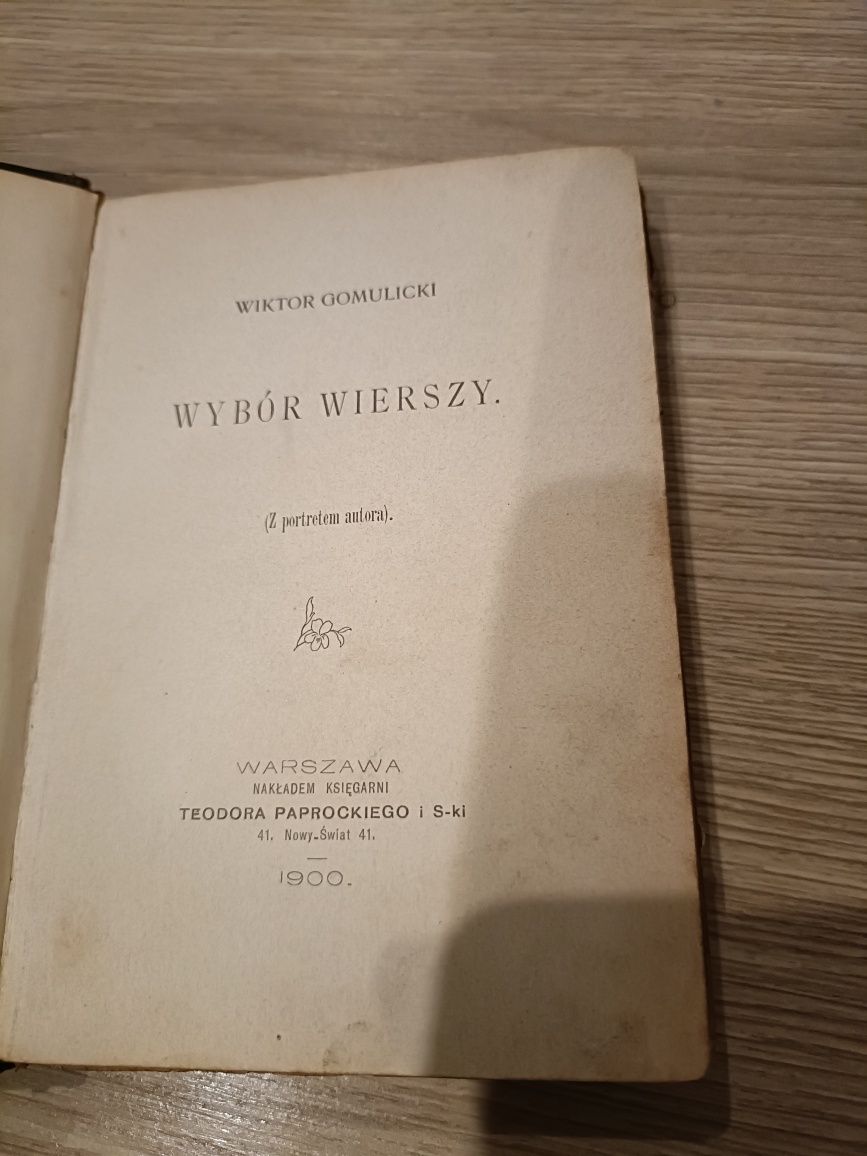 WIKTOR GOMULICKI
WYBÓR WIERSZY.
(Z portretem autora).
WARSZAWA
NAKŁADEM KSIĘGARNI
TEODORA PAPROCKIEGO i S-ki
41. Nowy-Świat 41.
1900.